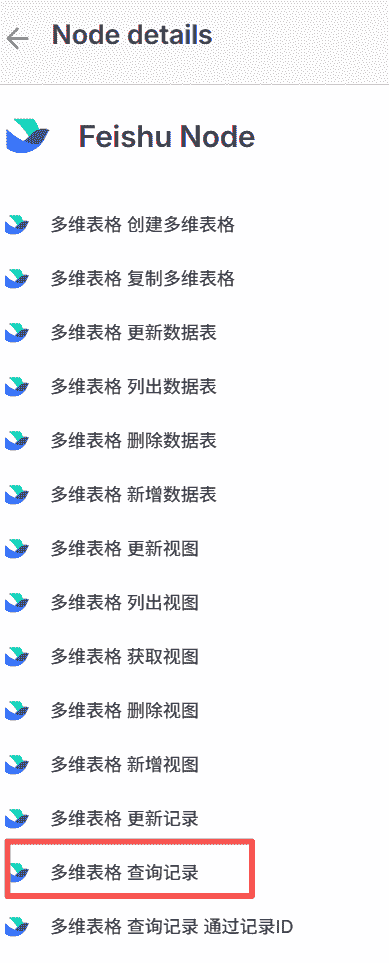 Node details
Feishu Node
多维表格 创建多维表格
多维表格 复制多维表格
多维表格 更新数据表
多维表格 列出数据表
多维表格 删除数据表
多维表格 新增数据表
多维表格 更新视图
多维表格 列出视图
多维表格 获取视图
多维表格 删除视图
多维表格 新增视图
多维表格 更新记录
多维表格 查询记录
多维表格 查询记录 通过记录ID